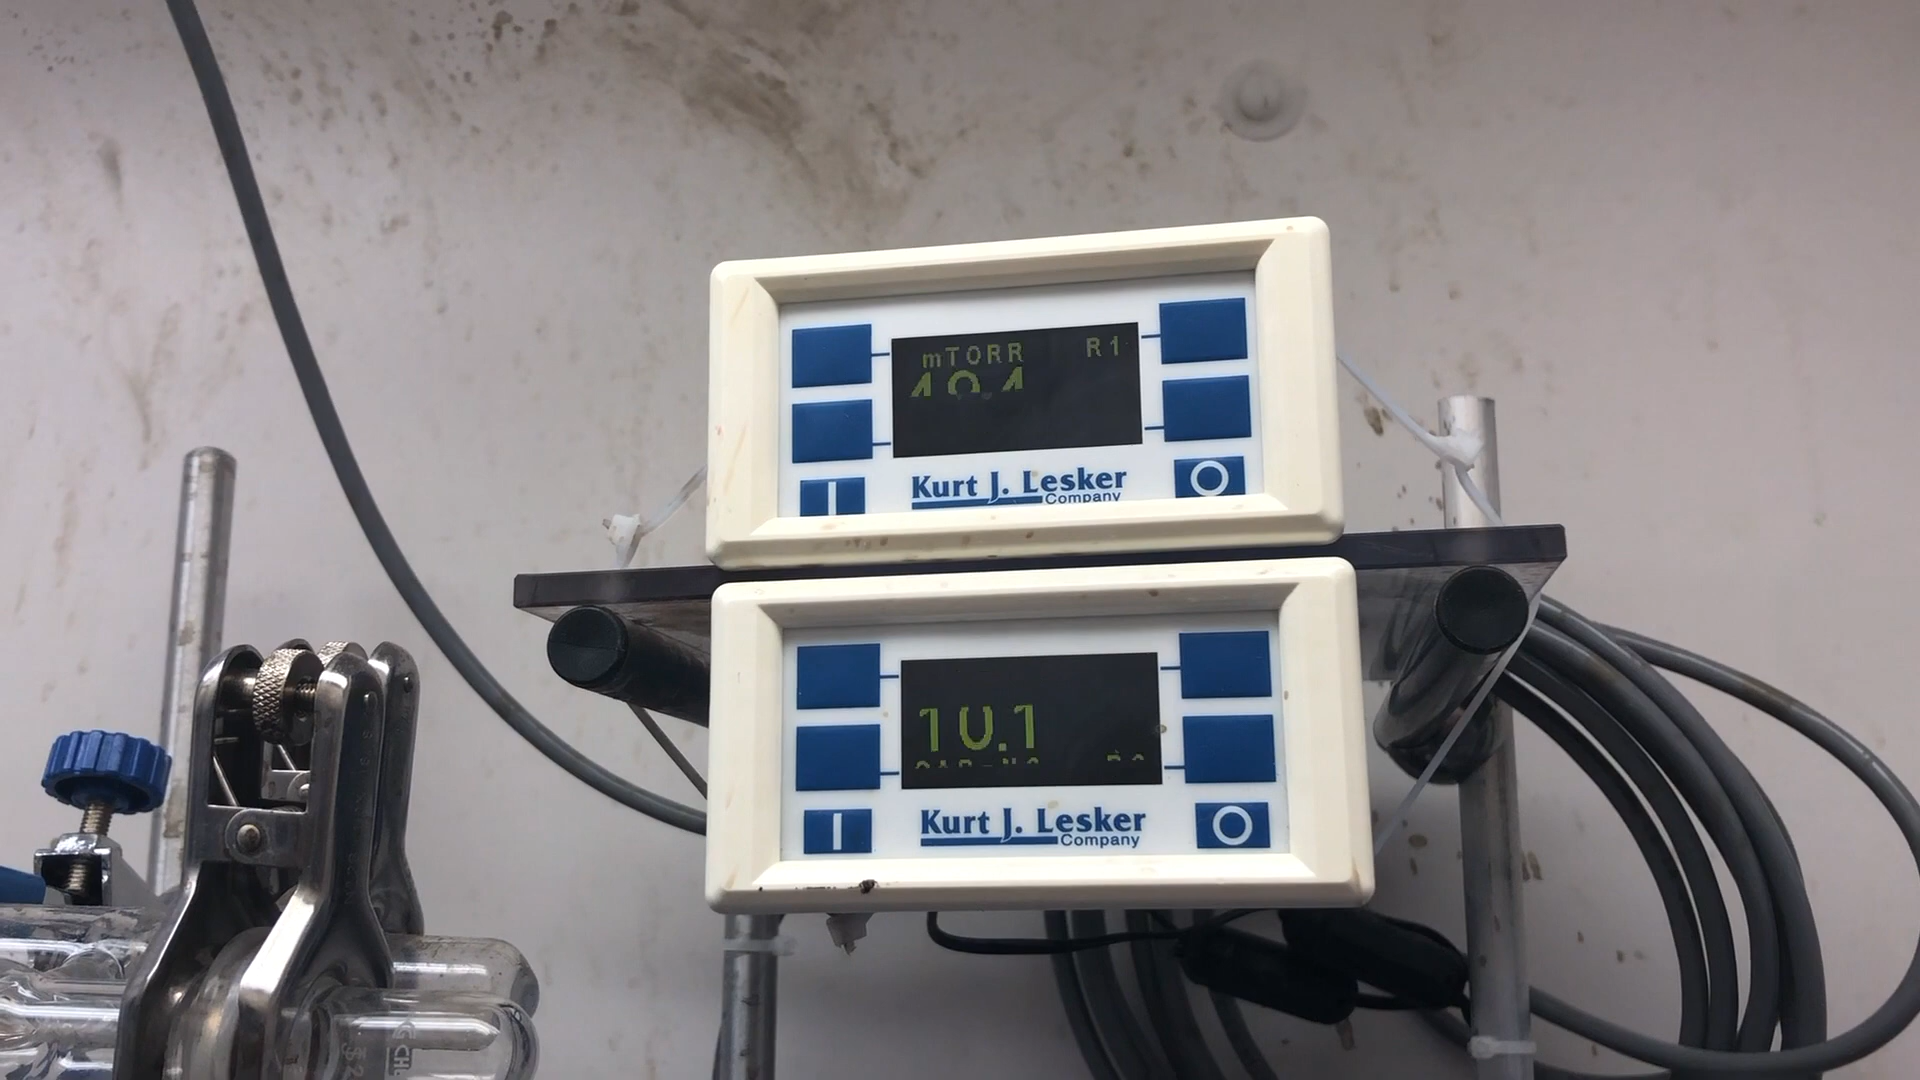 mTORR R1
Kurt J. Lesker
Company
10.1
Kurt J. Lesker
Company